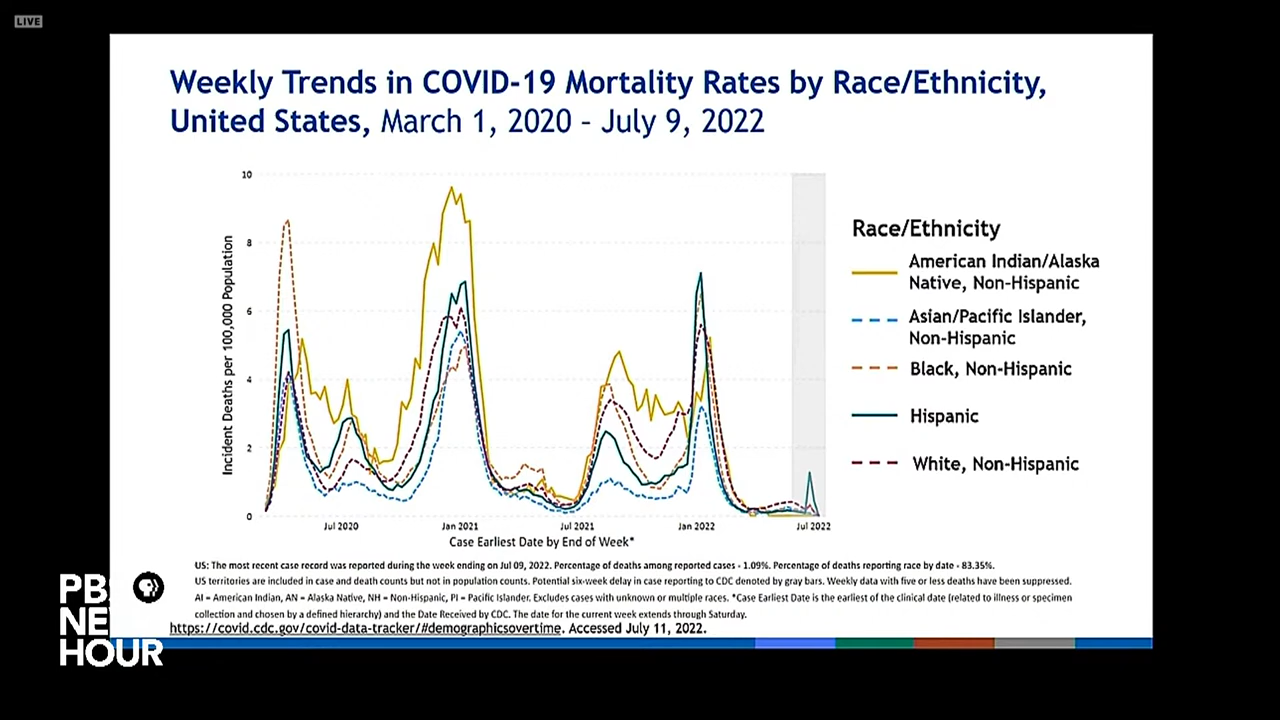 LIVE
Weekly Trends in COVID-19 Mortality Rates by Race/Ethnicity,
United States, March 1, 2020 – July 9, 2022
Incident Deaths per 100,000 Population
10
8
6
4
2
0
Jul 2020
Jan 2021
Jul 2021
Jan 2022
Jul 2022
Case Earliest Date by End of Week*
Race/Ethnicity
American Indian/Alaska
Native, Non-Hispanic
Asian/Pacific Islander,
Non-Hispanic
Black, Non-Hispanic
Hispanic
White, Non-Hispanic
US: The most recent case record was reported during the week ending on Jul 09, 2022. Percentage of deaths among reported cases - 1.09%. Percentage of deaths reporting race by date - 83.35%.
US territories are included in case and death counts but not in population counts. Potential six-week delay in case reporting to CDC denoted by gray bars. Weekly data with five or less deaths have been suppressed.
AI = American Indian, AN = Alaska Native, NH = Non-Hispanic, PI = Pacific Islander. Excludes cases with unknown or multiple races. *Case Earliest Date is the earliest of the clinical date (related to illness or specimen
collection and chosen by a defined hierarchy) and the Date Received by CDC. The date for the current week extends through Saturday.
https://covid.cdc.gov/covid-data-tracker/#demographicsovertime. Accessed July 11, 2022.
PBS
NEWS
HOUR